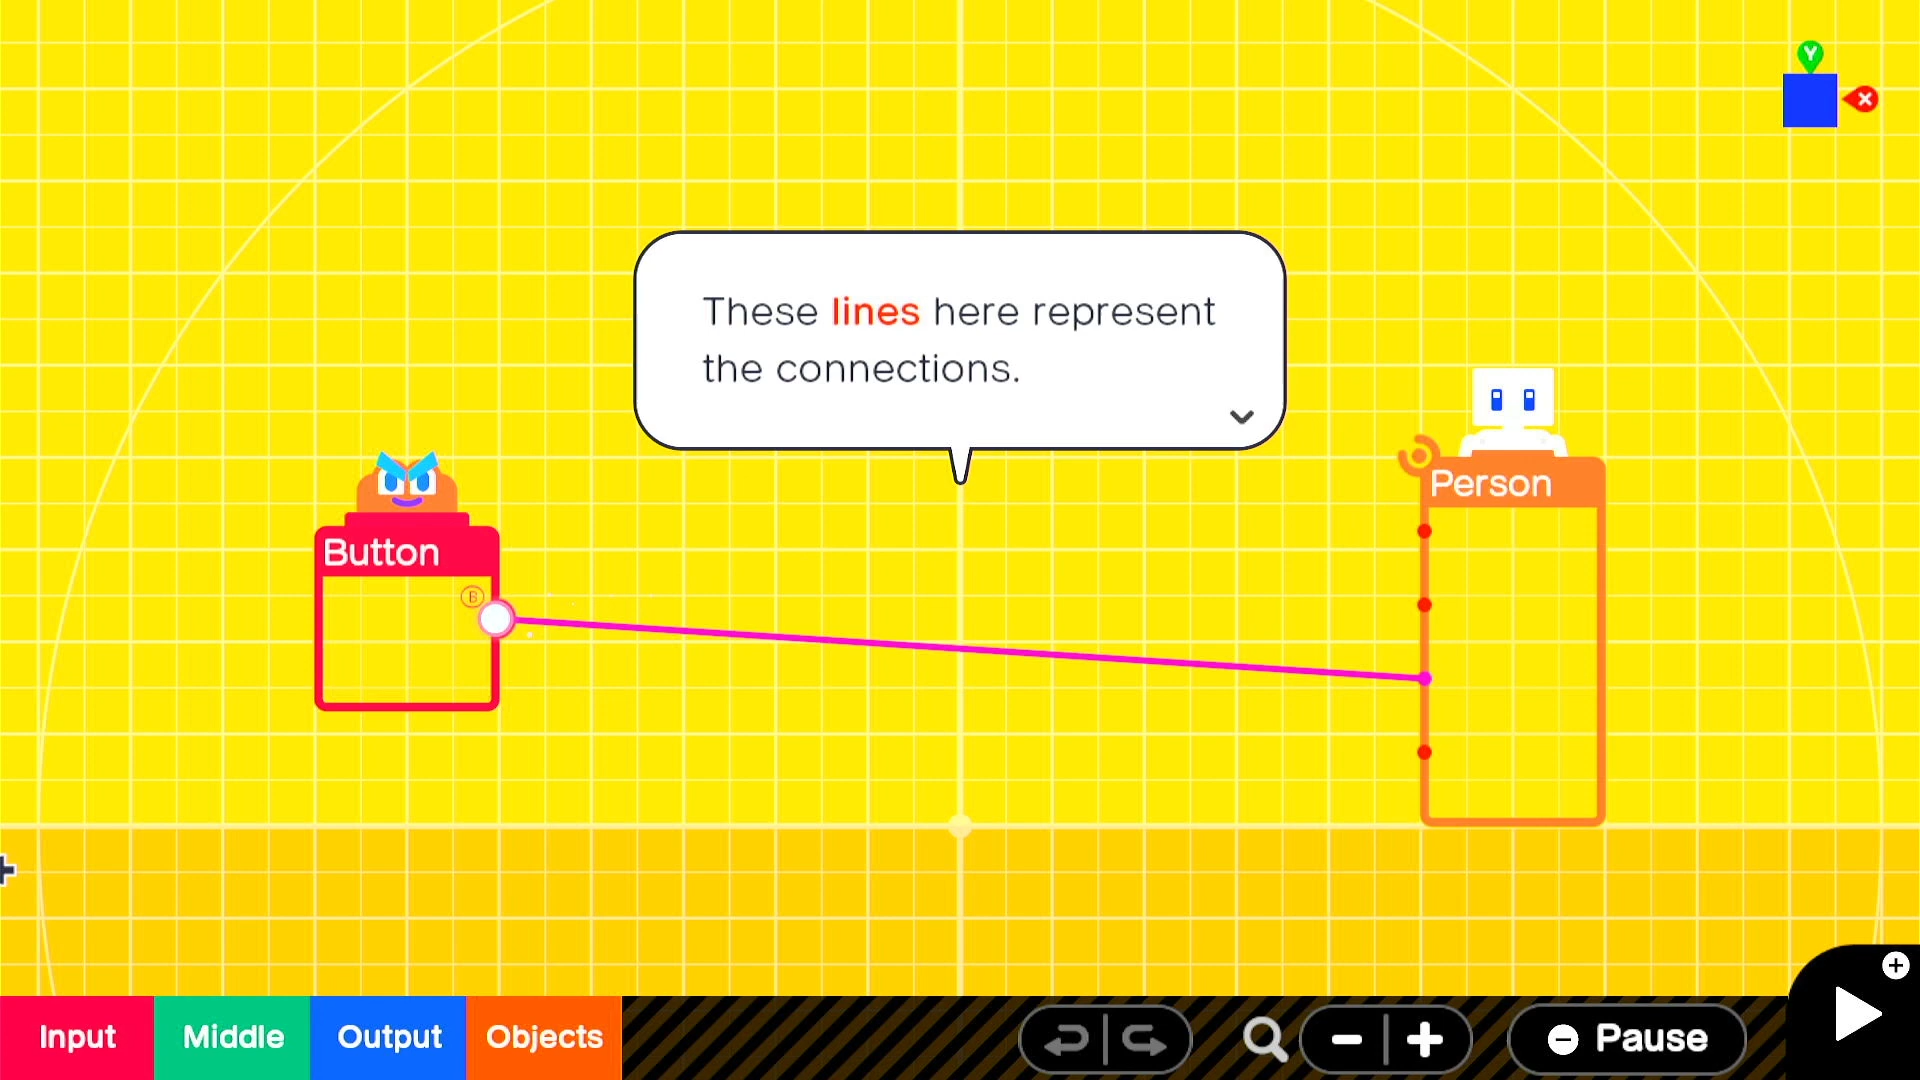 Y
X
These lines here represent
the connections.
Person
Button
B
Input
Middle
Output
Objects
Pause